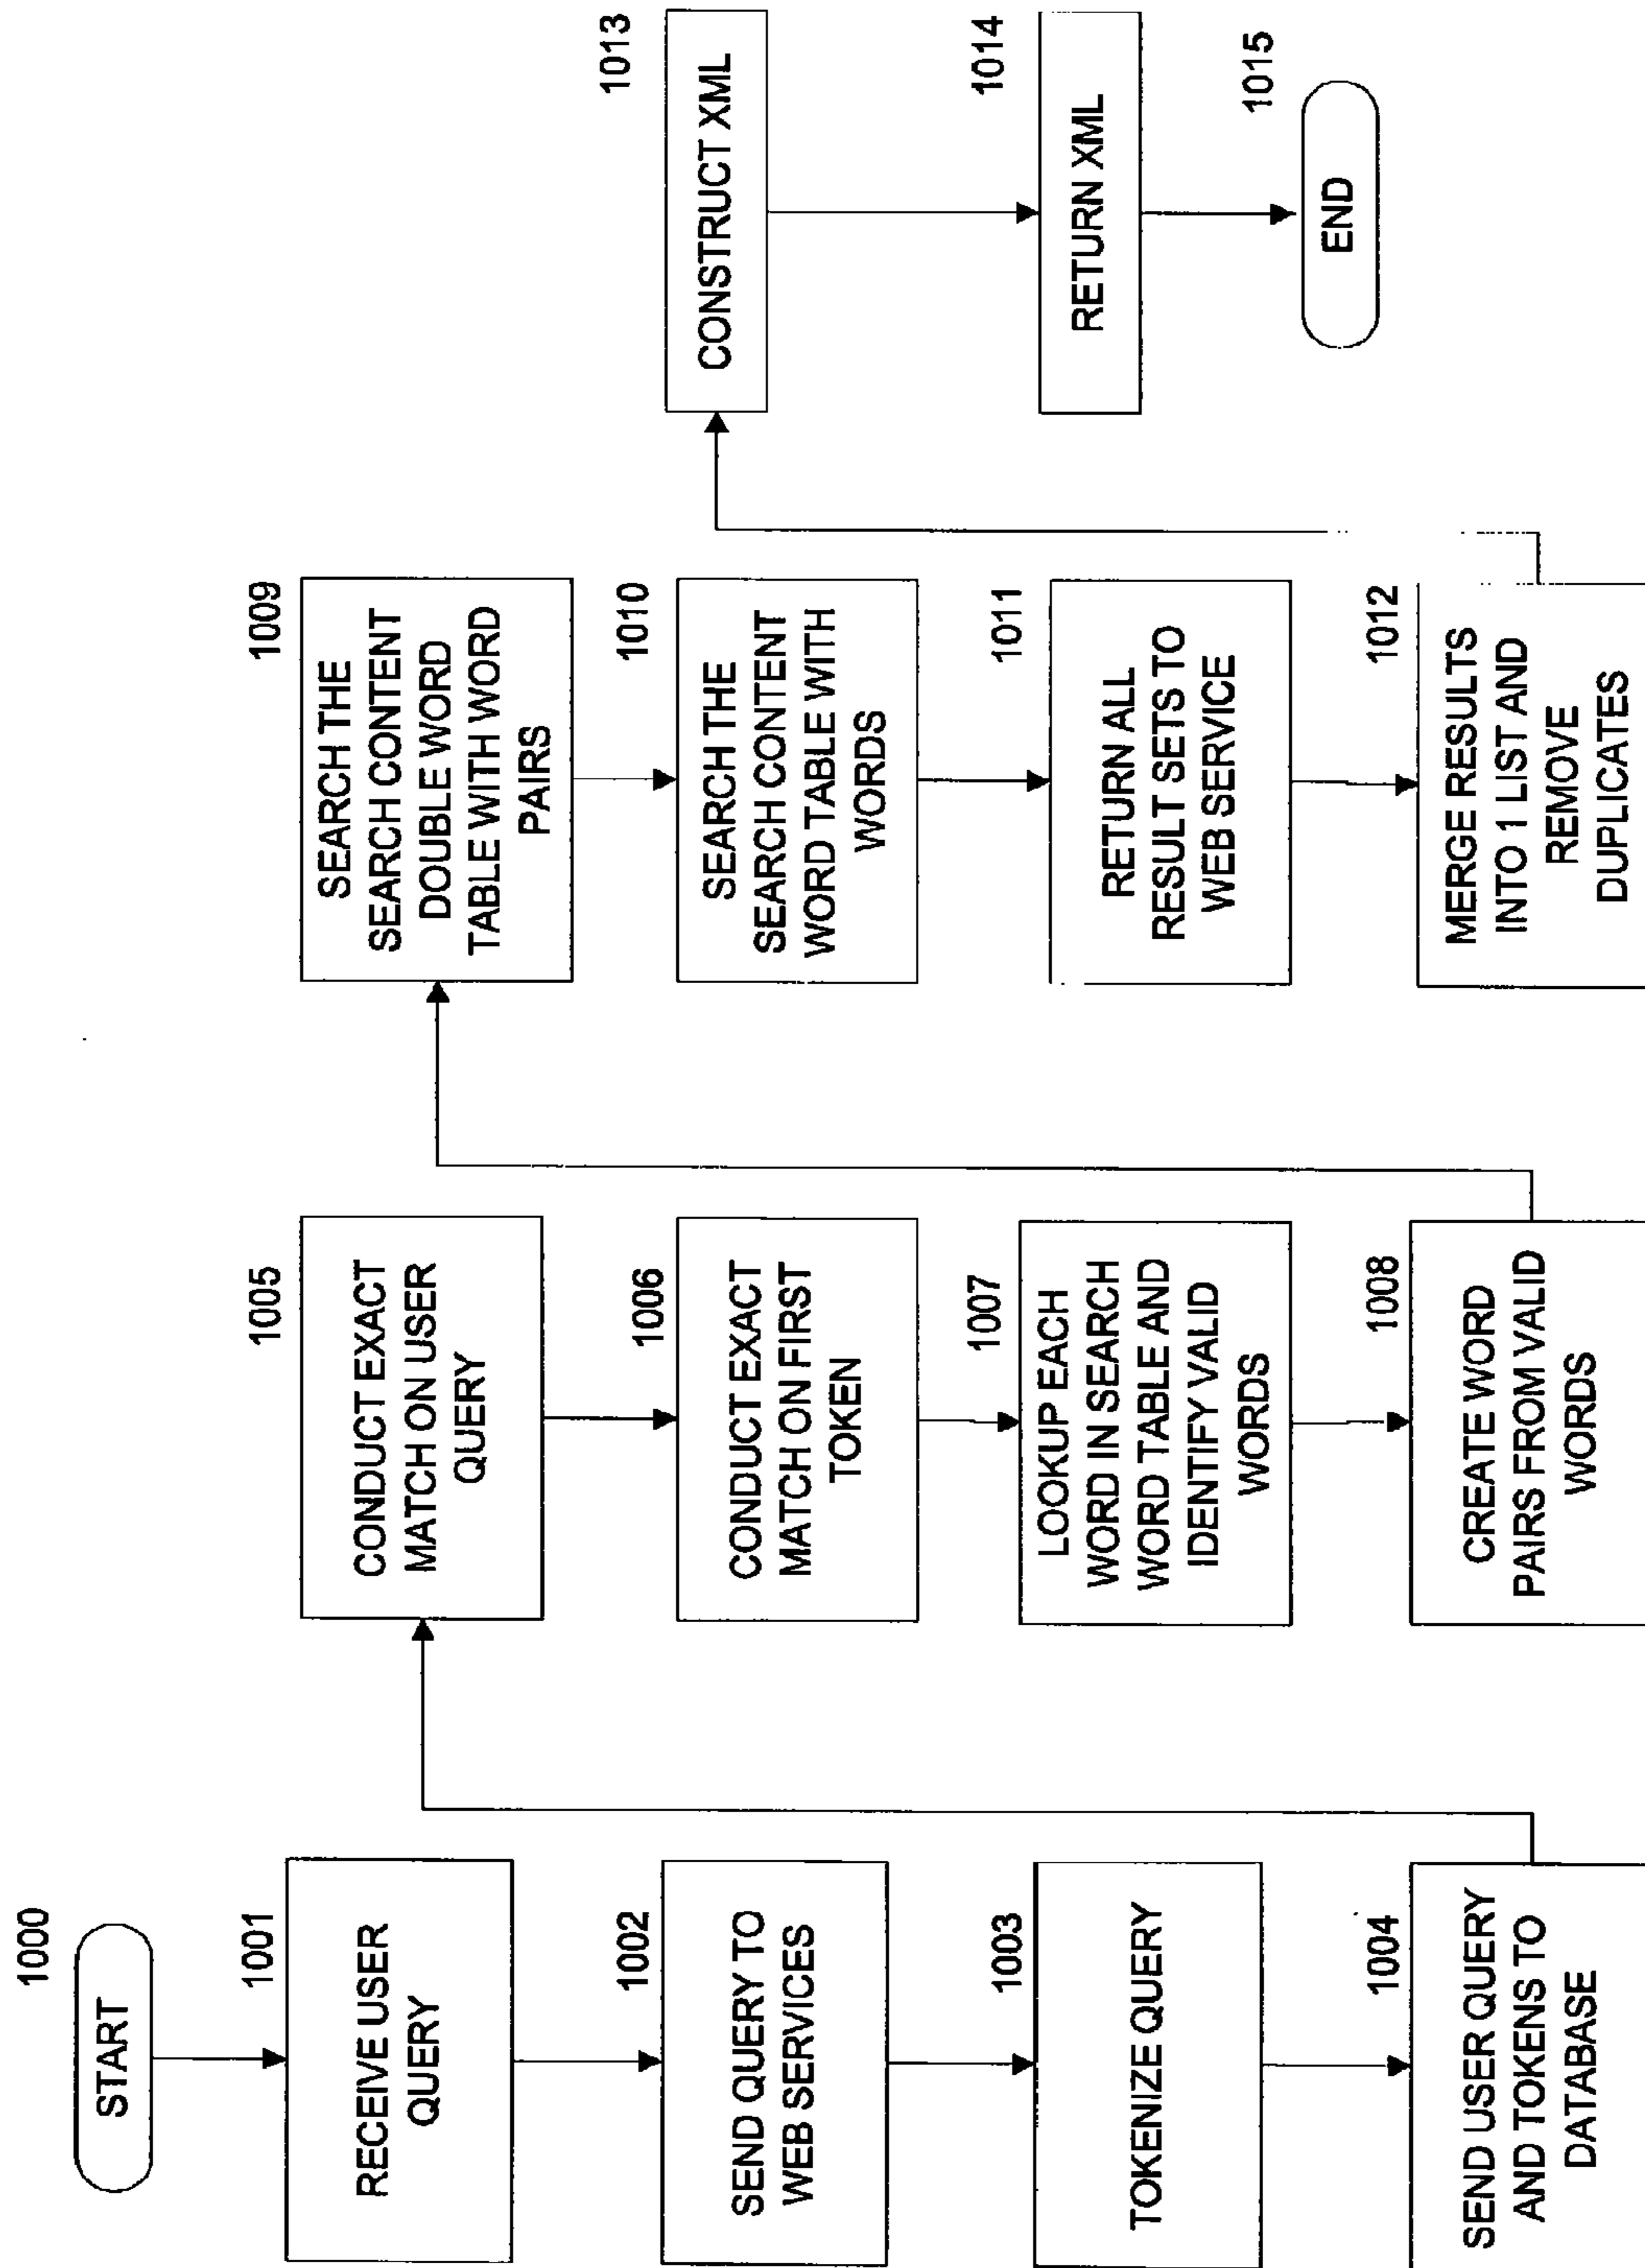 1000
START
1001
RECEIVE USER
QUERY
1002
SEND QUERY TO
WEB SERVICES
1003
TOKENIZE QUERY
1004
SEND USER QUERY
AND TOKENS TO
DATABASE
1005
CONDUCT EXACT
MATCH ON USER
QUERY
1006
CONDUCT EXACT
MATCH ON FIRST
TOKEN
1007
LOOKUP EACH
WORD IN SEARCH
WORD TABLE AND
IDENTIFY VALID
WORDS
1008
CREATE WORD
PAIRS FROM VALID
WORDS
1009
SEARCH THE
SEARCH CONTENT
DOUBLE WORD
TABLE WITH WORD
PAIRS
1010
SEARCH THE
SEARCH CONTENT
WORD TABLE WITH
WORDS
1011
RETURN ALL
RESULT SETS TO
WEB SERVICE
1012
MERGE RESULTS
INTO 1 LIST AND
REMOVE
DUPLICATES
1013
CONSTRUCT XML
1014
RETURN XML
1015
END